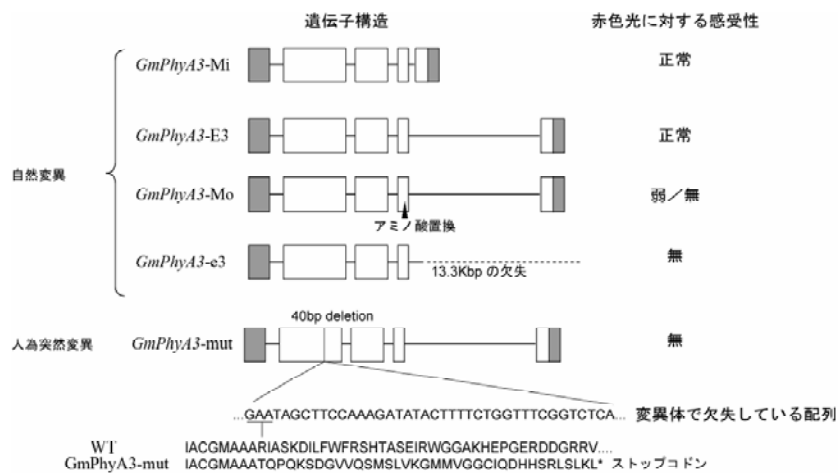 遺伝子構造 赤色光に対する感受性
GmPhyA3-Mi 正常
GmPhyA3-E3 正常
自然変異
GmPhyA3-Mo 弱/無
アミノ酸置換
GmPhyA3-e3 無
13.3Kbp の欠失
40bp deletion
人為突然変異 GmPhyA3-mut 無
...GAATAGCTTCCAAAGATATACTTTTCTGGTTTCGGTCTCA... 変異体で欠失している配列
WT IACGMAAARIASKDILFWFRSHTASEIRWGGAKHEPGERDDGRRV....
GmPhyA3-mut IACGMAAATQPQKSDGVVQSMSLVKGMMVGGCIQDHHSRLSLKL* ストップコドン